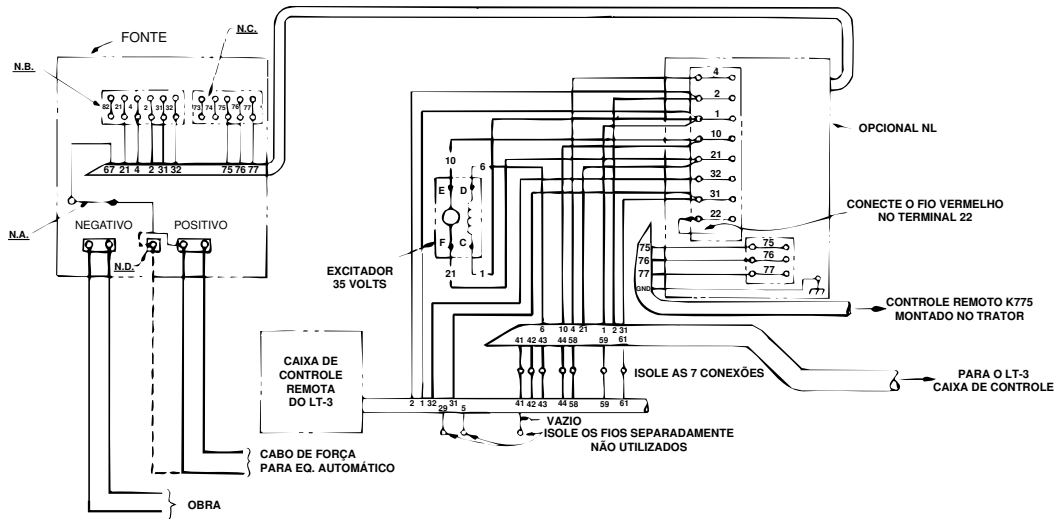 FONTE
N.C.
N.B.
82 21 4 2 31 32
73 74 75 76 77
67 21 4 2 31 32 75 76 77
N.A.
NEGATIVO
POSITIVO
N.D.
4
2
1
10
21
32
31
22
OPCIONAL NL
CONECTE O FIO VERMELHO
NO TERMINAL 22
10 6
E D
F C
21 1
EXCITADOR
35 VOLTS
75 75
76 76
77 77
GND
CONTROLE REMOTO K775
MONTADO NO TRATOR
6 10 4 21 1 2 31
41 42 43 44 58 59 61
ISOLE AS 7 CONEXÕES
PARA O LT-3
CAIXA DE CONTROLE
CAIXA DE
CONTROLE
REMOTA
DO LT-3
2 1 32 31 41 42 43 44 58 59 61
29 5
VAZIO
ISOLE OS FIOS SEPARADAMENTE
NÃO UTILIZADOS
CABO DE FORÇA
PARA EQ. AUTOMÁTICO
OBRA